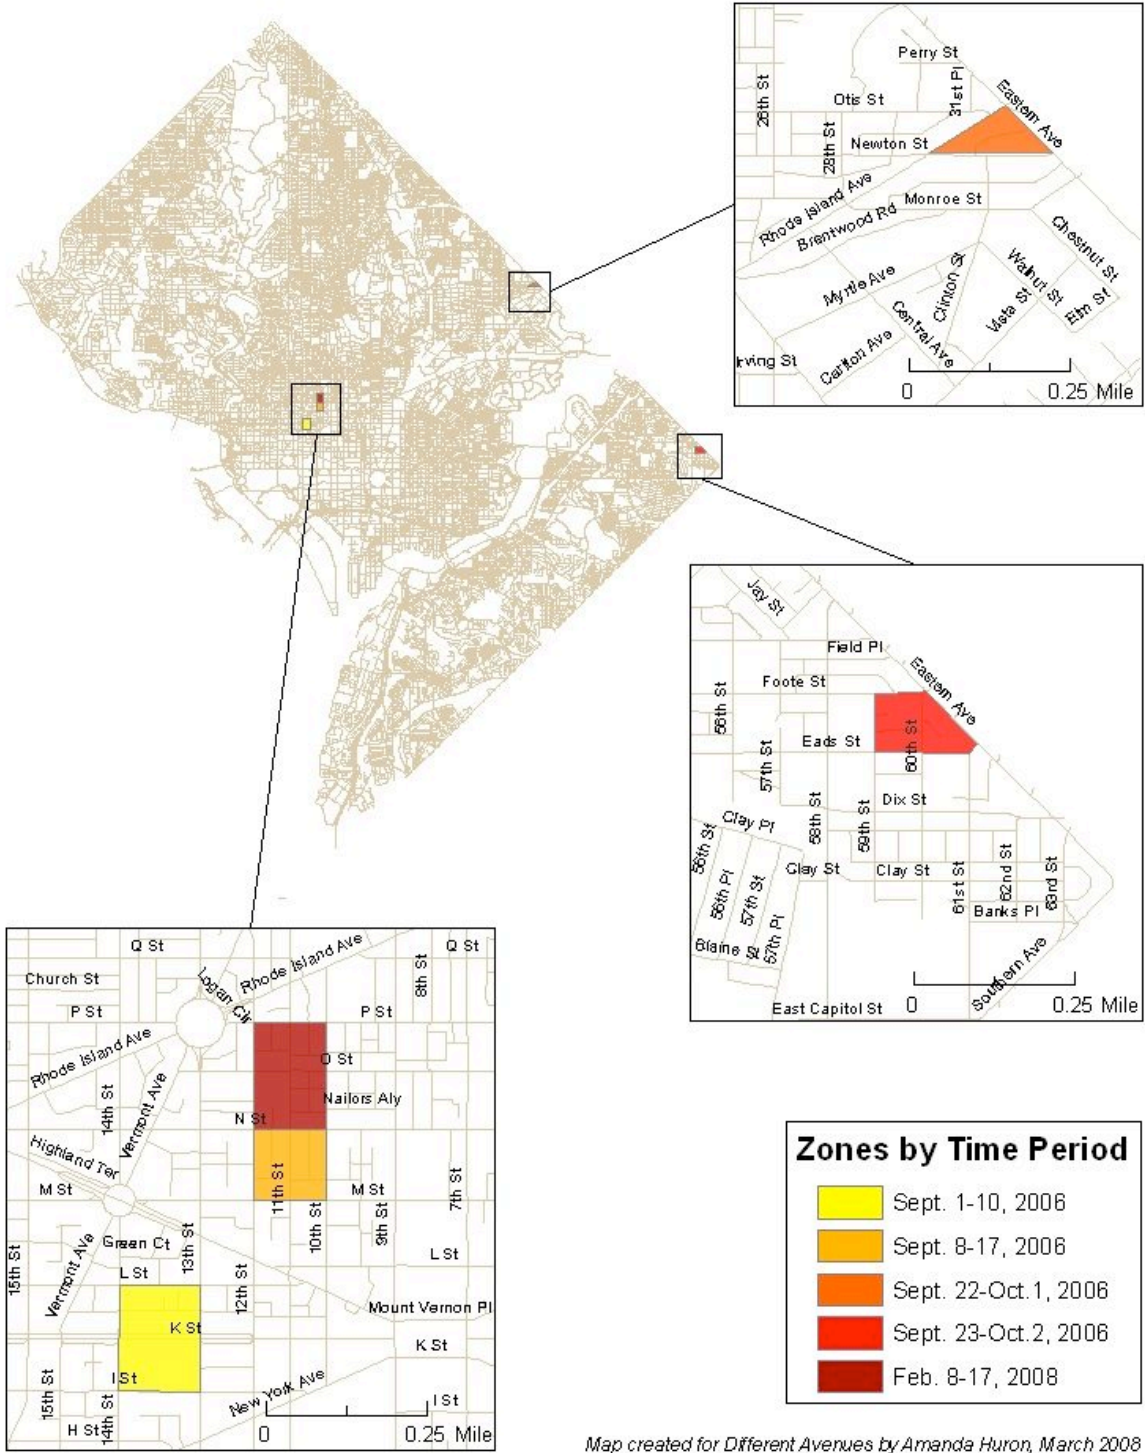 Perry St
26th St
31st Pl
Eastern Ave
Otis St
28th St
Newton St
Rhode Island Ave
Brentwood Rd
Monroe St
Chestnut St
Walnut St
Elm St
Vista St
Clinton St
Myrtle Ave
Central Ave
Carlton Ave
Irving St
0 0.25 Mile
Jay St
Field Pl
Eastern Ave
Foote St
56th St
Eads St
60th St
57th St
Dix St
58th St
59th St
Clay Pl
56th St
56th Pl
57th St
57th Pl
Clay St
Clay St
61st St
62nd St
63rd St
Banks Pl
Blaine St
Southern Ave
0 0.25 Mile
East Capitol St
Q St
Rhode Island Ave
Q St
Church St
Logan Cir
8th St
P St
P St
Rhode Island Ave
O St
14th St
Vermont Ave
Nailors Aly
N St
Highland Ter
M St
11th St
M St
7th St
10th St
9th St
Vermont Ave
Green Ct
13th St
15th St
L St
L St
12th St
Mount Vernon Pl
K St
K St
I St
15th St
14th St
New York Ave
I St
H St
0 0.25 Mile
Zones by Time Period
Sept. 1-10, 2006
Sept. 8-17, 2006
Sept. 22-Oct.1, 2006
Sept. 23-Oct.2, 2006
Feb. 8-17, 2008
Map created for Different Avenues by Amanda Huron, March 2008